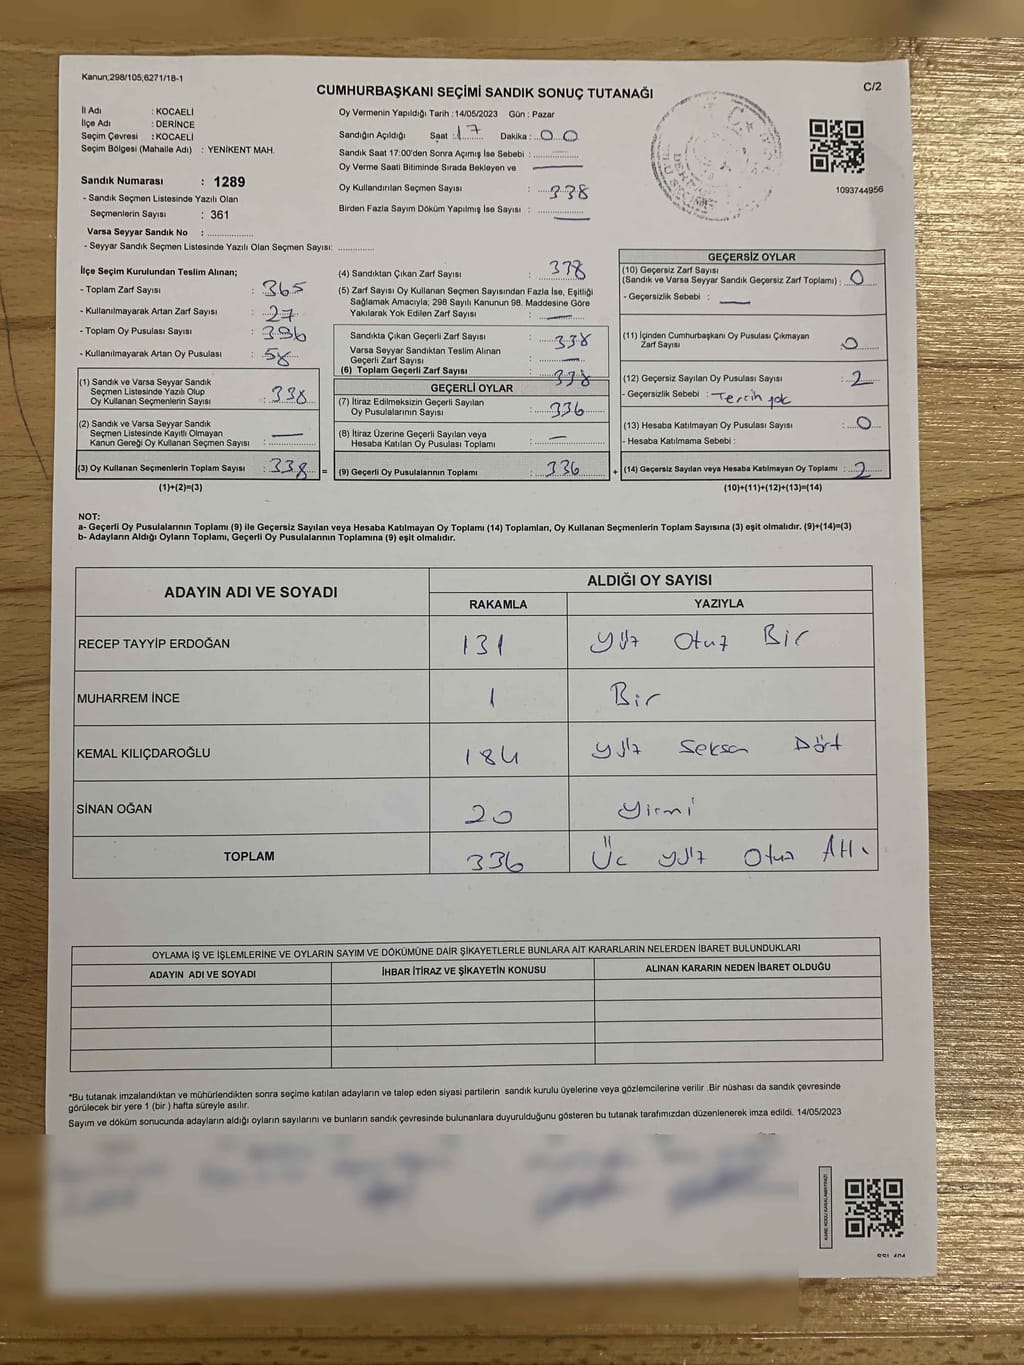 Kanun;298/105;6271/18-1
CUMHURBAŞKANI SEÇİMİ SANDIK SONUÇ TUTANAĞI
C/2
İl Adı : KOCAELİ
İlçe Adı : DERİNCE
Seçim Çevresi : KOCAELİ
Seçim Bölgesi (Mahalle Adı) : YENİKENT MAH.
Sandık Numarası : 1289
- Sandık Seçmen Listesinde Yazılı Olan
Seçmenlerin Sayısı : 361
Varsa Seyyar Sandık No :
- Seyyar Sandık Seçmen Listesinde Yazılı Olan Seçmen Sayısı:
Oy Vermenin Yapıldığı Tarih :14/05/2023 Gün : Pazar
Sandığın Açıldığı Saat : 17 Dakika : 00
Sandık Saat 17:00'den Sonra Açımış İse Sebebi :
Oy Verme Saati Bitiminde Sırada Bekleyen ve
Oy Kullandırılan Seçmen Sayısı : 338
Birden Fazla Sayım Döküm Yapılmış İse Sayısı :
1093744956
İlçe Seçim Kurulundan Teslim Alınan;
- Toplam Zarf Sayısı : 365
- Kullanılmayarak Artan Zarf Sayısı : 27
- Toplam Oy Pusulası Sayısı : 396
- Kullanılmayarak Artan Oy Pusulası : 58
(1) Sandık ve Varsa Seyyar Sandık
Seçmen Listesinde Yazılı Olup
Oy Kullanan Seçmenlerin Sayısı : 338
(2) Sandık ve Varsa Seyyar Sandık
Seçmen Listesinde Kayıtlı Olmayan
Kanun Gereği Oy Kullanan Seçmen Sayısı :
(3) Oy Kullanan Seçmenlerin Toplam Sayısı : 338
(1)+(2)=(3)
(4) Sandıktan Çıkan Zarf Sayısı : 338
(5) Zarf Sayısı Oy Kullanan Seçmen Sayısından Fazla İse, Eşitliği
Sağlamak Amacıyla; 298 Sayılı Kanunun 98. Maddesine Göre
Yakılarak Yok Edilen Zarf Sayısı :
Sandıkta Çıkan Geçerli Zarf Sayısı : 338
Varsa Seyyar Sandıktan Teslim Alınan
Geçerli Zarf Sayısı :
(6) Toplam Geçerli Zarf Sayısı : 338
GEÇERLİ OYLAR
(7) İtiraz Edilmeksizin Geçerli Sayılan
Oy Pusulalarının Sayısı : 336
(8) İtiraz Üzerine Geçerli Sayılan veya
Hesaba Katılan Oy Pusulası Toplamı :
= (9) Geçerli Oy Pusulalarının Toplamı : 336
GEÇERSİZ OYLAR
(10) Geçersiz Zarf Sayısı
(Sandık ve Varsa Seyyar Sandık Geçersiz Zarf Toplamı) : 0
- Geçersizlik Sebebi :
(11) İçinden Cumhurbaşkanı Oy Pusulası Çıkmayan
Zarf Sayısı : 0
(12) Geçersiz Sayılan Oy Pusulası Sayısı : 2
- Geçersizlik Sebebi : Tercih yok
(13) Hesaba Katılmayan Oy Pusulası Sayısı : 0
- Hesaba Katılmama Sebebi :
+ (14) Geçersiz Sayılan veya Hesaba Katılmayan Oy Toplamı : 2
(10)+(11)+(12)+(13)=(14)
NOT:
a- Geçerli Oy Pusulalarının Toplamı (9) ile Geçersiz Sayılan veya Hesaba Katılmayan Oy Toplamı (14) Toplamları, Oy Kullanan Seçmenlerin Toplam Sayısına (3) eşit olmalıdır. (9)+(14)=(3)
b- Adayların Aldığı Oyların Toplamı, Geçerli Oy Pusulalarının Toplamına (9) eşit olmalıdır.
ADAYIN ADI VE SOYADI
ALDIĞI OY SAYISI
RAKAMLA YAZIYLA
RECEP TAYYİP ERDOĞAN 131 Yüz Otuz Bir
MUHARREM İNCE 1 Bir
KEMAL KILIÇDAROĞLU 184 Yüz Seksen Dört
SİNAN OĞAN 20 Yirmi
TOPLAM 336 Üç yüz Otuz Altı
OYLAMA İŞ VE İŞLEMLERİNE VE OYLARIN SAYIM VE DÖKÜMÜNE DAİR ŞİKAYETLERLE BUNLARA AİT KARARLARIN NELERDEN İBARET BULUNDUKLARI
ADAYIN ADI VE SOYADI İHBAR İTİRAZ VE ŞİKAYETİN KONUSU ALINAN KARARIN NEDEN İBARET OLDUĞU
*Bu tutanak imzalandıktan ve mühürlendikten sonra seçime katılan adayların ve talep eden siyasi partilerin sandık kurulu üyelerine veya gözlemcilerine verilir .Bir nüshası da sandık çevresinde
görülecek bir yere 1 (bir ) hafta süreyle asılır.
Sayım ve döküm sonucunda adayların aldığı oyların sayılarını ve bunların sandık çevresinde bulunanlara duyurulduğunu gösteren bu tutanak tarafımızdan düzenlenerek imza edildi. 14/05/2023